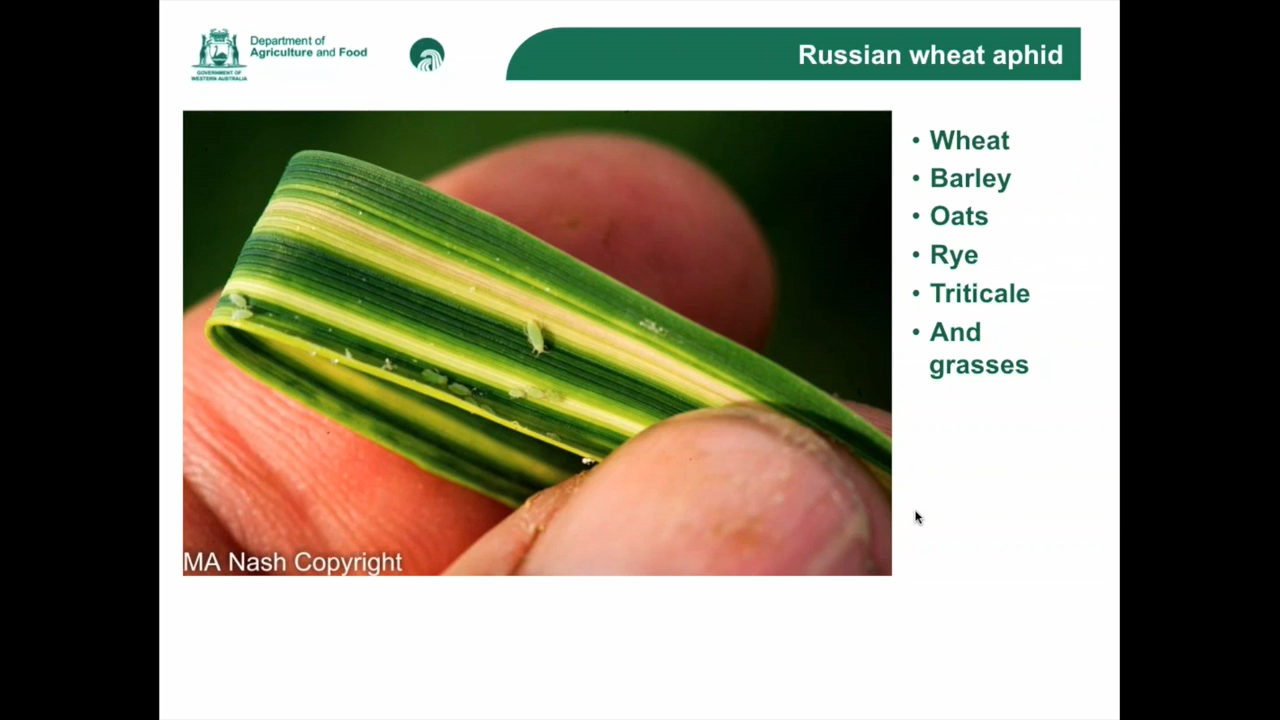 Department of
Agriculture and Food
GOVERNMENT OF
WESTERN AUSTRALIA
Russian wheat aphid
• Wheat
• Barley
• Oats
• Rye
• Triticale
• And
grasses
MA Nash Copyright